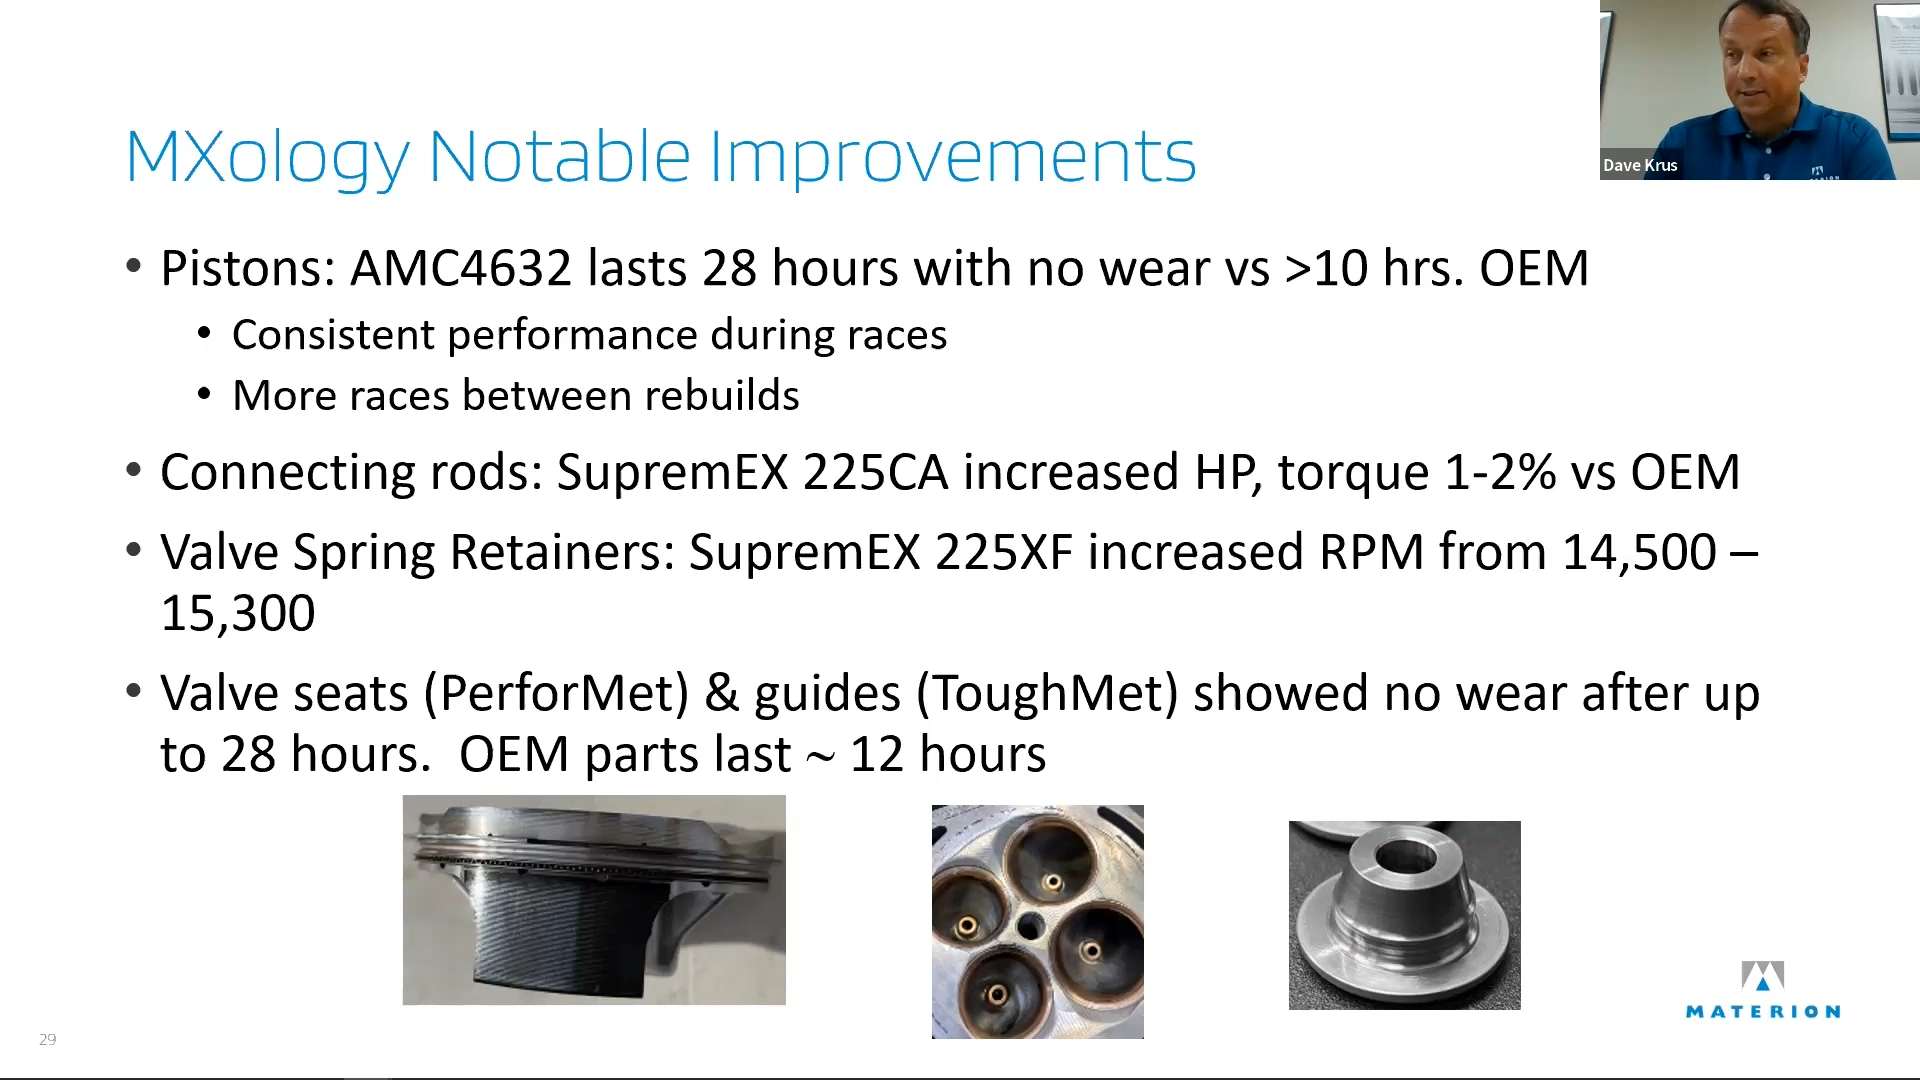 MXology Notable Improvements
Dave Krus
• Pistons: AMC4632 lasts 28 hours with no wear vs >10 hrs. OEM
• Consistent performance during races
• More races between rebuilds
• Connecting rods: SupremEX 225CA increased HP, torque 1-2% vs OEM
• Valve Spring Retainers: SupremEX 225XF increased RPM from 14,500 –
15,300
• Valve seats (PerforMet) & guides (ToughMet) showed no wear after up
to 28 hours.  OEM parts last ~ 12 hours
MATERION
29